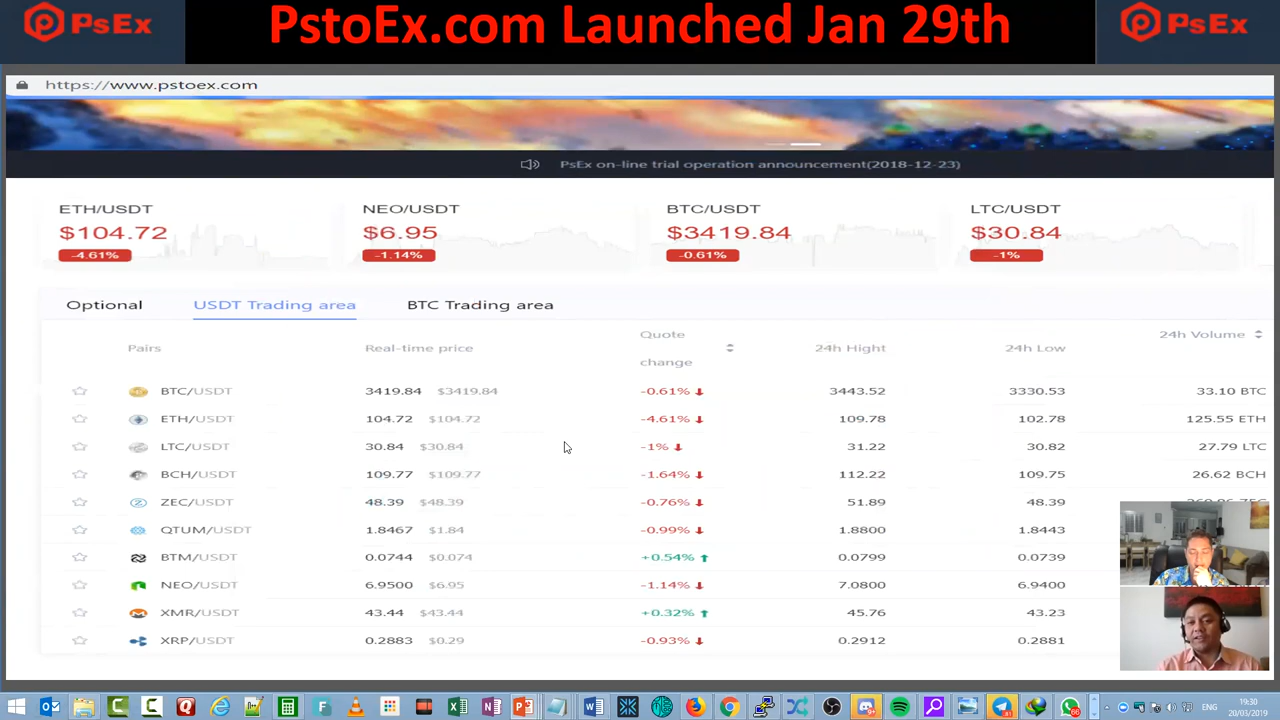 PsEx
PstoEx.com Launched Jan 29th
PsEx
https://www.pstoex.com
PsEx on-line trial operation announcement(2018-12-23)
ETH/USDT
$104.72
-4.61%
NEO/USDT
$6.95
-1.14%
BTC/USDT
$3419.84
-0.61%
LTC/USDT
$30.84
-1%
Optional USDT Trading area BTC Trading area
Pairs Real-time price Quote change 24h Hight 24h Low 24h Volume
BTC/USDT 3419.84 $3419.84 -0.61% 3443.52 3330.53 33.10 BTC
ETH/USDT 104.72 $104.72 -4.61% 109.78 102.78 125.55 ETH
LTC/USDT 30.84 $30.84 -1% 31.22 30.82 27.79 LTC
BCH/USDT 109.77 $109.77 -1.64% 112.22 109.75 26.62 BCH
ZEC/USDT 48.39 $48.39 -0.76% 51.89 48.39
QTUM/USDT 1.8467 $1.84 -0.99% 1.8800 1.8443
BTM/USDT 0.0744 $0.074 +0.54% 0.0799 0.0739
NEO/USDT 6.9500 $6.95 -1.14% 7.0800 6.9400
XMR/USDT 43.44 $43.44 +0.32% 45.76 43.23
XRP/USDT 0.2883 $0.29 -0.93% 0.2912 0.2881
ENG
19:30
20/03/2019